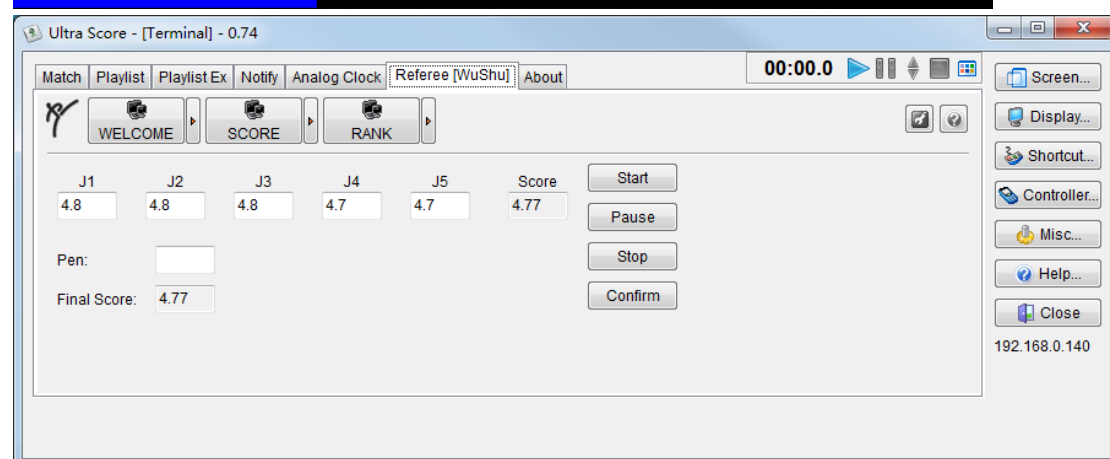 Ultra Score - [Terminal] - 0.74
Match Playlist Playlist Ex Notify Analog Clock Referee [WuShu] About
00:00.0
WELCOME SCORE RANK
J1 J2 J3 J4 J5 Score
4.8 4.8 4.8 4.7 4.7 4.77
Pen:
Final Score: 4.77
Start
Pause
Stop
Confirm
Screen...
Display...
Shortcut...
Controller...
Misc...
Help...
Close
192.168.0.140